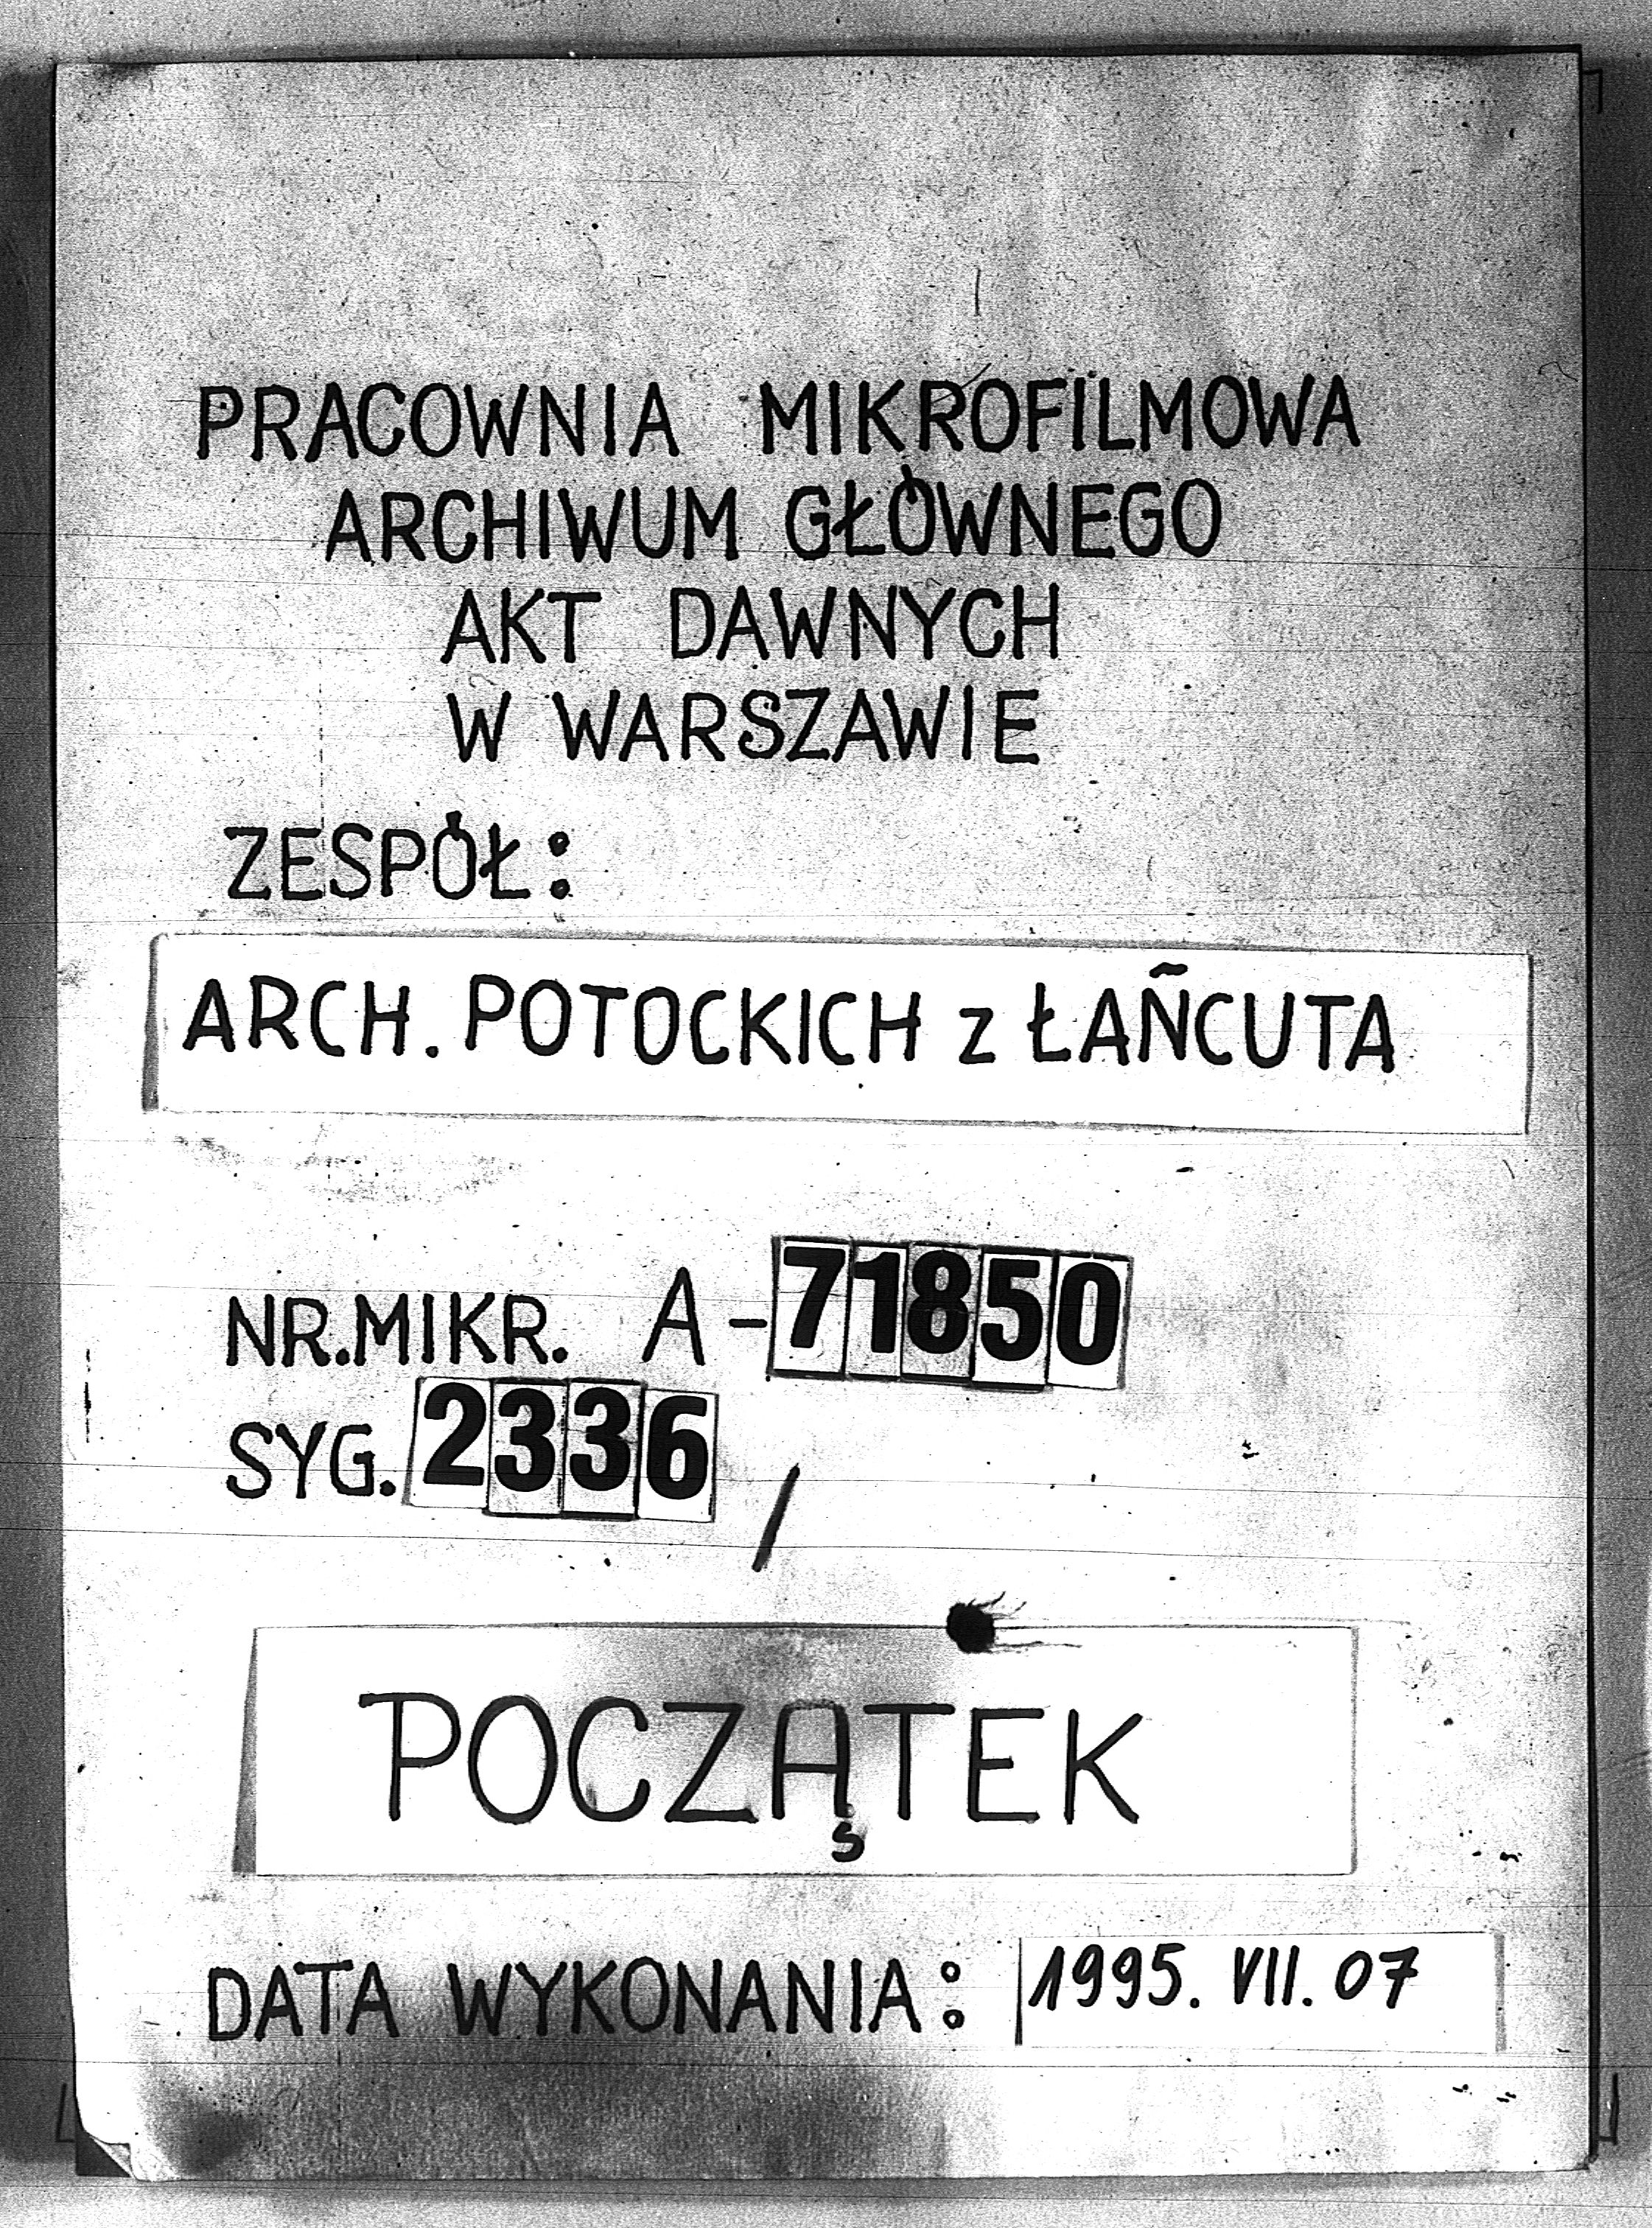 PRACOWNIA MIKROFILMOWA
ARCHIWUM GŁÓWNEGO
AKT DAWNYCH
W WARSZAWIE
ZESPÓŁ:
ARCH. POTOCKICH z ŁAŃCUTA
NR.MIKR. A-71850
SYG. 2336 /
POCZĄTEK
DATA WYKONANIA: 1995. VII. 07